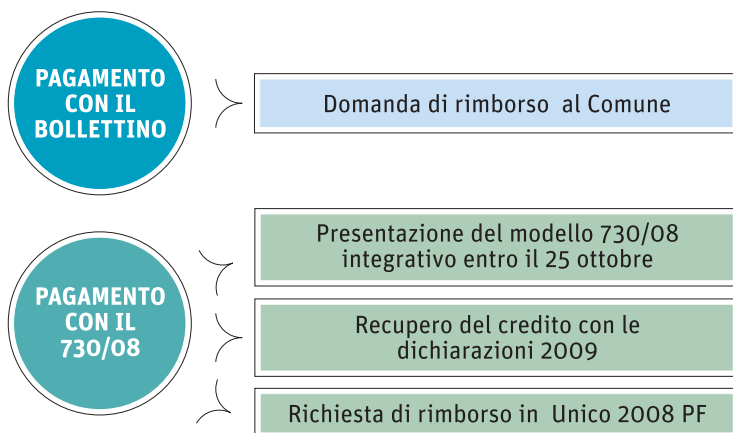 PAGAMENTO
CON IL
BOLLETTINO
Domanda di rimborso al Comune
PAGAMENTO
CON IL
730/08
Presentazione del modello 730/08
integrativo entro il 25 ottobre
Recupero del credito con le
dichiarazioni 2009
Richiesta di rimborso in Unico 2008 PF